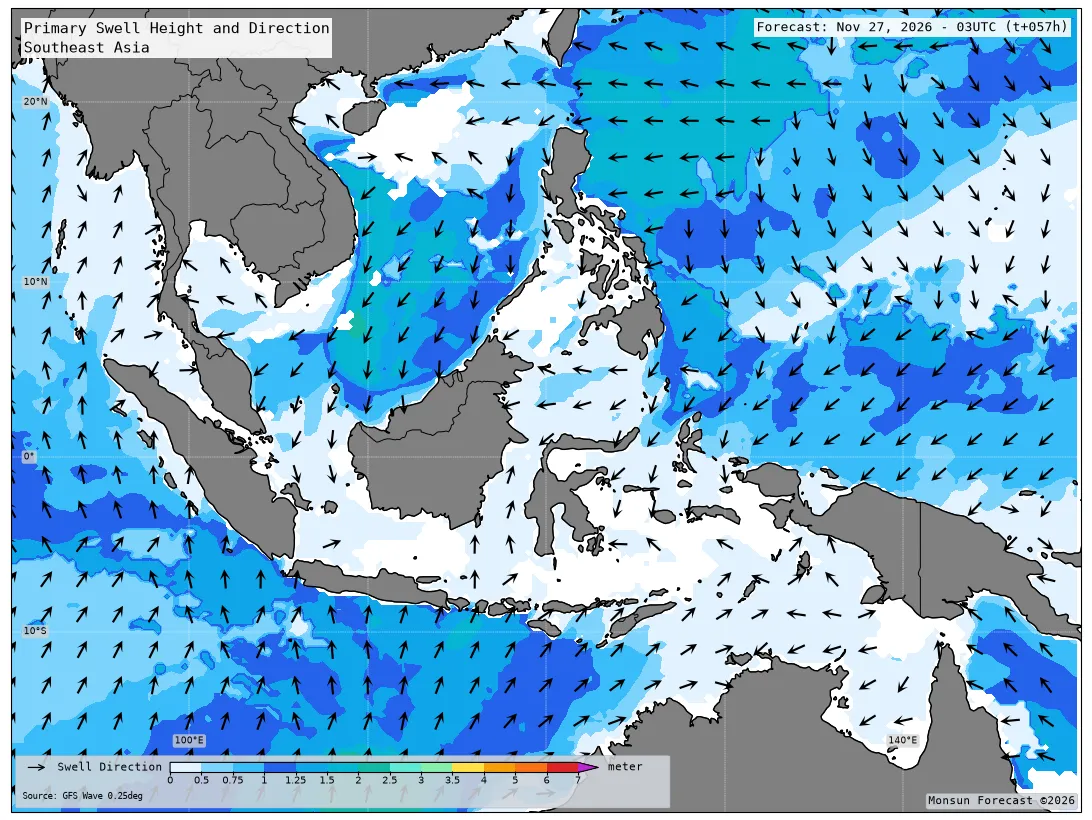 Primary Swell Height and Direction
Southeast Asia
Forecast: Nov 27, 2026 - 03UTC (t+057h)
20°N
10°N
0°
10°S
100°E
140°E
Swell Direction
0 0.5 0.75 1 1.25 1.5 2 2.5 3 3.5 4 5 6 7
meter
Source: GFS Wave 0.25deg
Monsun Forecast ©2026